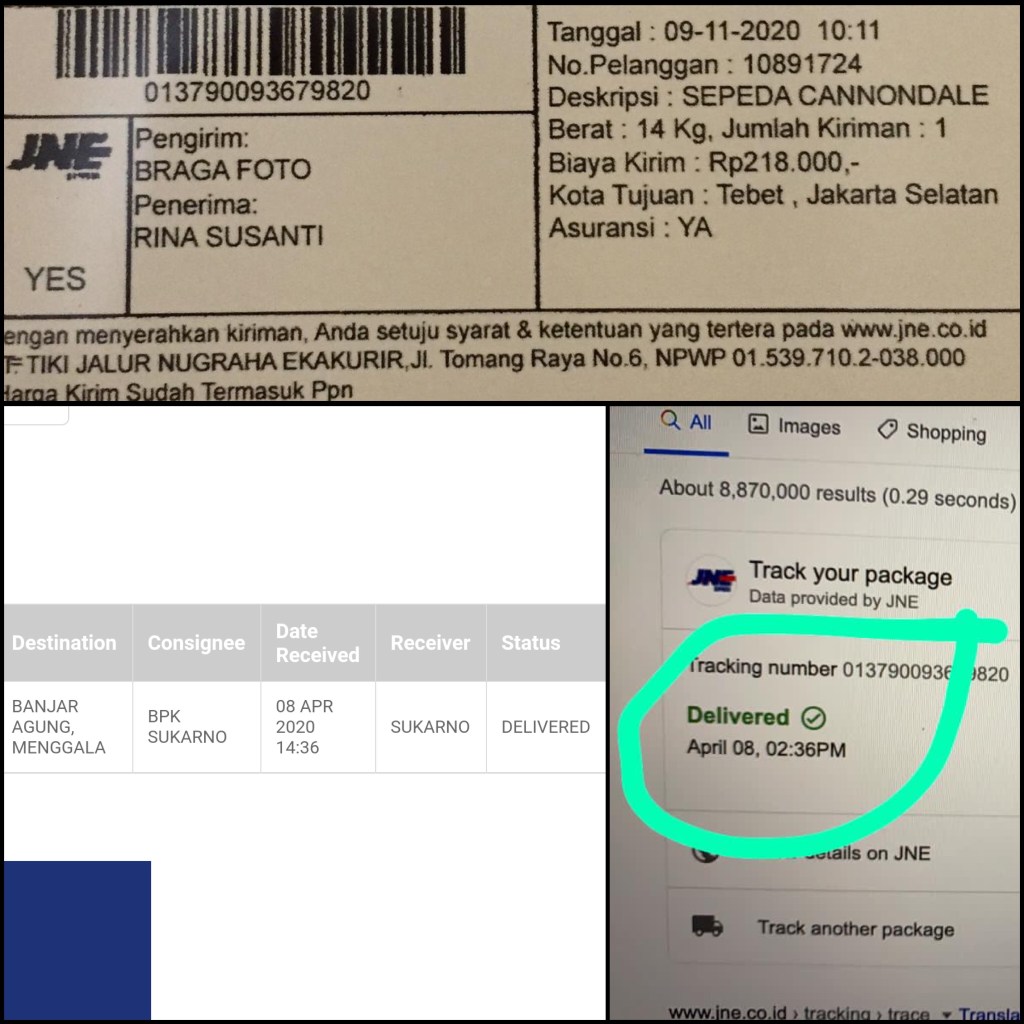 013790093679820
JNE
Pengirim:
BRAGA FOTO
Penerima:
RINA SUSANTI
YES
Tanggal : 09-11-2020 10:11
No.Pelanggan : 10891724
Deskripsi : SEPEDA CANNONDALE
Berat : 14 Kg, Jumlah Kiriman : 1
Biaya Kirim : Rp218.000,-
Kota Tujuan : Tebet , Jakarta Selatan
Asuransi : YA
engan menyerahkan kiriman, Anda setuju syarat & ketentuan yang tertera pada www.jne.co.id
TIKI JALUR NUGRAHA EKAKURIR,Jl. Tomang Raya No.6, NPWP 01.539.710.2-038.000
Harga Kirim Sudah Termasuk Ppn
Destination
Consignee
Date
Received
Receiver
Status
BANJAR
AGUNG,
MENGGALA
BPK
SUKARNO
08 APR
2020
14:36
SUKARNO
DELIVERED
All
Images
Shopping
About 8,870,000 results (0.29 seconds)
JNE
Track your package
Data provided by JNE
Tracking number 013790093 9820
Delivered
April 08, 02:36PM
details on JNE
Track another package
www.jne.co.id › tracking › trace
Transla